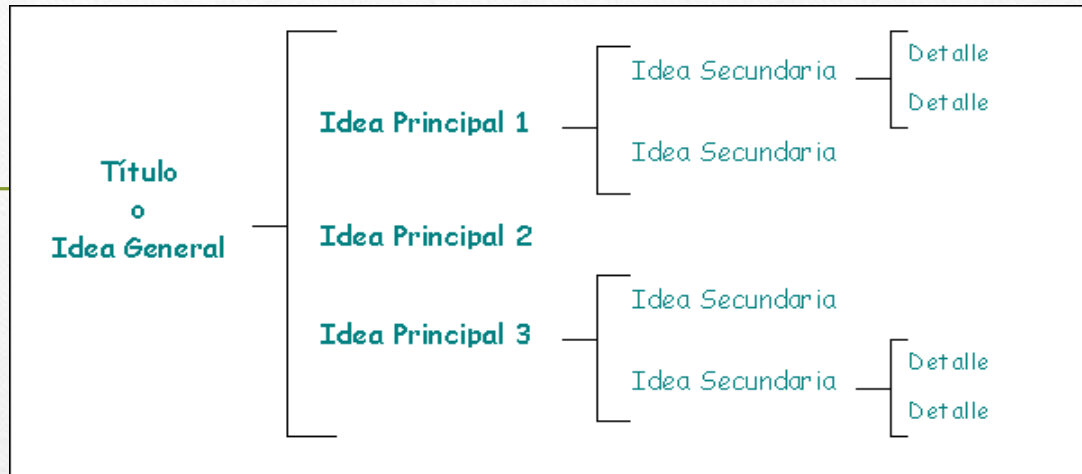 Título
o
Idea General
Idea Principal 1
Idea Secundaria
Detalle
Detalle
Idea Secundaria
Idea Principal 2
Idea Principal 3
Idea Secundaria
Idea Secundaria
Detalle
Detalle